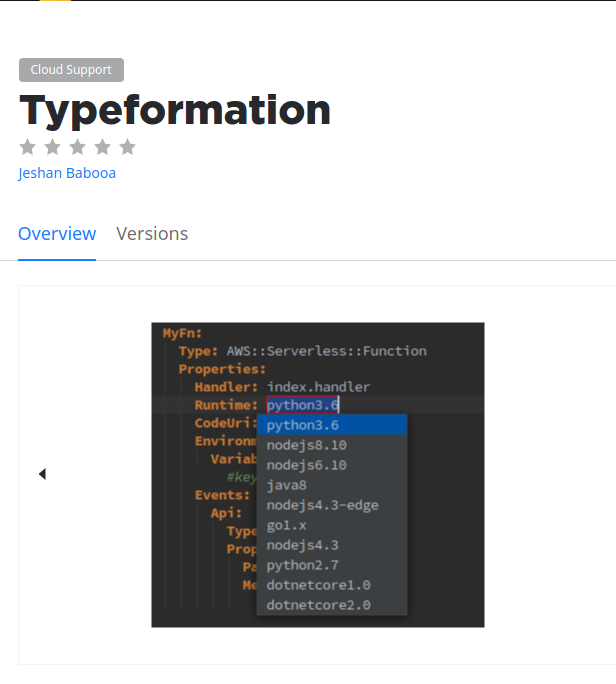 Cloud Support
Typeformation
Jeshan Babooa
Overview Versions
MyFn:
Type: AWS::Serverless::Function
Properties:
Handler: index.handler
Runtime: python3.6
CodeUri: python3.6
Environm nodejs8.10
Variab nodejs6.10
#key java8
Events: nodejs4.3-edge
Api: go1.x
Type nodejs4.3
Prop python2.7
Pa dotnetcore1.0
Me dotnetcore2.0